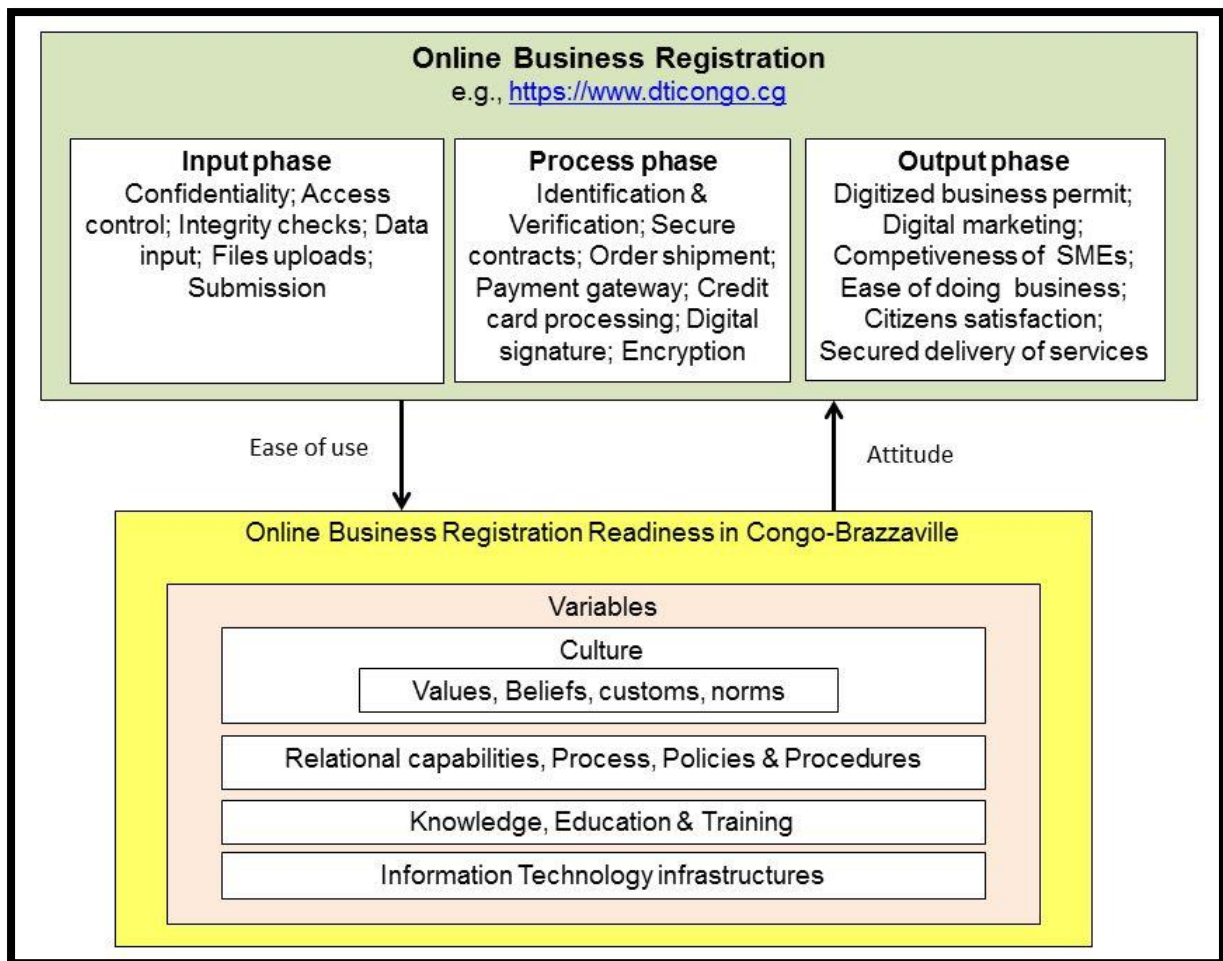 Online Business Registration
e.g., https://www.dticongo.cg
Input phase
Confidentiality; Access
control; Integrity checks; Data
input; Files uploads;
Submission
Process phase
Identification &
Verification; Secure
contracts; Order shipment;
Payment gateway; Credit
card processing; Digital
signature; Encryption
Output phase
Digitized business permit;
Digital marketing;
Competiveness of SMEs;
Ease of doing business;
Citizens satisfaction;
Secured delivery of services
Ease of use
Attitude
Online Business Registration Readiness in Congo-Brazzaville
Variables
Culture
Values, Beliefs, customs, norms
Relational capabilities, Process, Policies & Procedures
Knowledge, Education & Training
Information Technology infrastructures